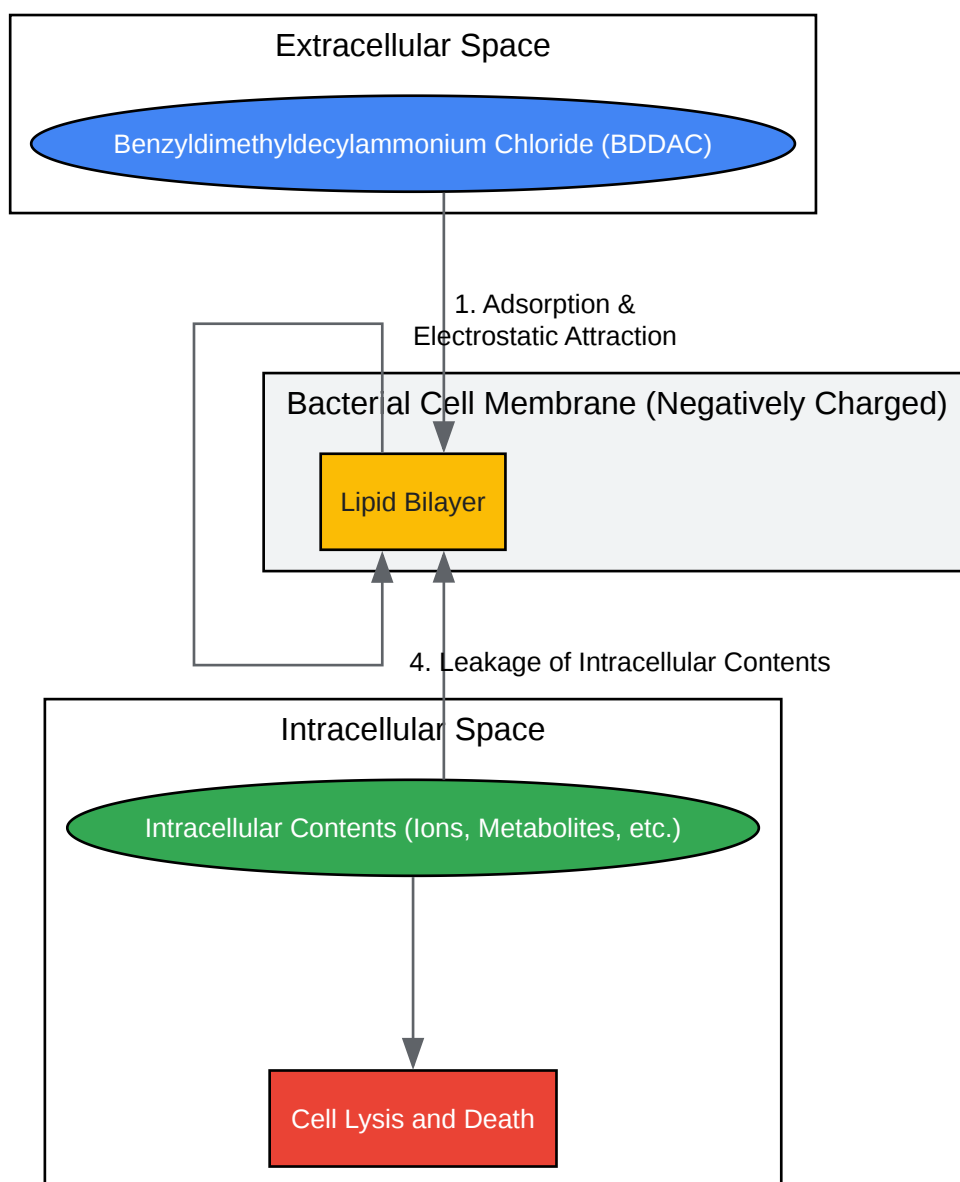 Extracellular Space
Benzyldimethyldecylammonium Chloride (BDDAC)
1. Adsorption &
Electrostatic Attraction
Bacterial Cell Membrane (Negatively Charged)
Lipid Bilayer
4. Leakage of Intracellular Contents
Intracellular Space
Intracellular Contents (Ions, Metabolites, etc.)
Cell Lysis and Death